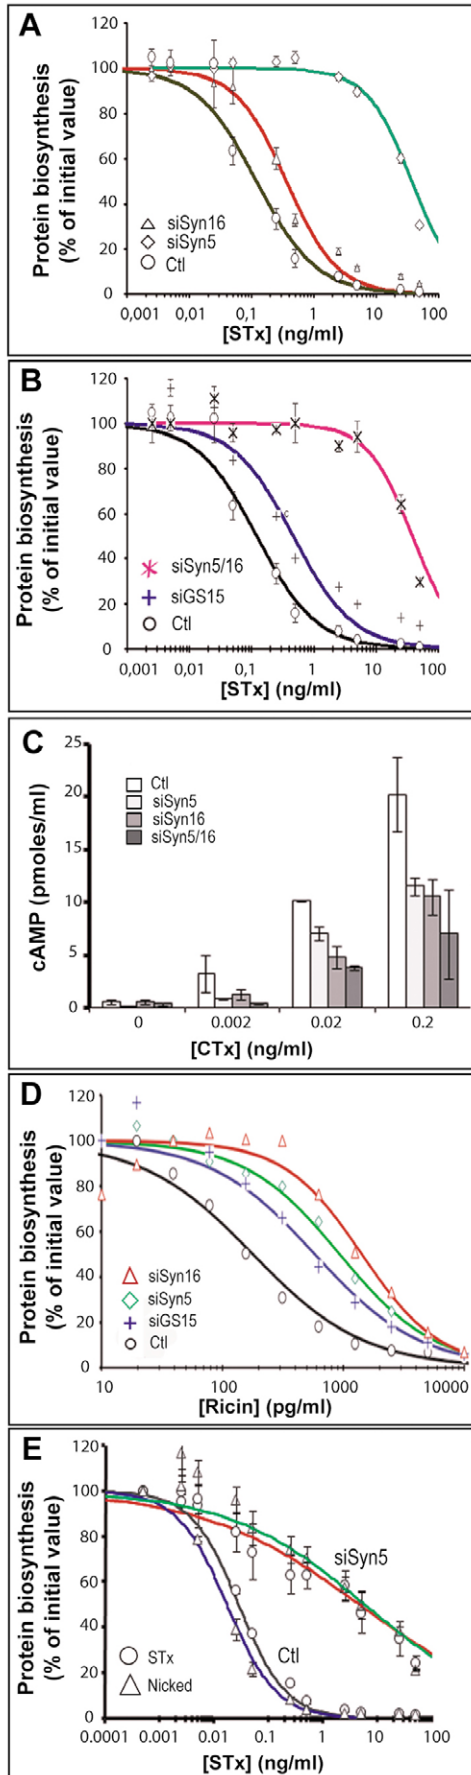 A
Protein biosynthesis
(% of initial value)
120
100
80
60
40
20
0
siSyn16
siSyn5
Ctl
0,001 0,01 0,1 1 10 100
[STx] (ng/ml)
B
Protein biosynthesis
(% of initial value)
120
100
80
60
40
20
0
siSyn5/16
siGS15
Ctl
0,001 0,01 0,1 1 10 100
[STx] (ng/ml)
C
cAMP (pmoles/ml)
25
20
15
10
5
0
Ctl
siSyn5
siSyn16
siSyn5/16
0 0.002 0.02 0.2
[CTx] (ng/ml)
D
Protein biosynthesis
(% of initial value)
120
100
80
60
40
20
0
siSyn16
siSyn5
siGS15
Ctl
10 100 1000 10000
[Ricin] (pg/ml)
E
Protein biosynthesis
(% of initial value)
120
100
80
60
40
20
0
siSyn5
Ctl
STx
Nicked
0.0001 0.001 0.01 0.1 1 10 100
[STx] (ng/ml)